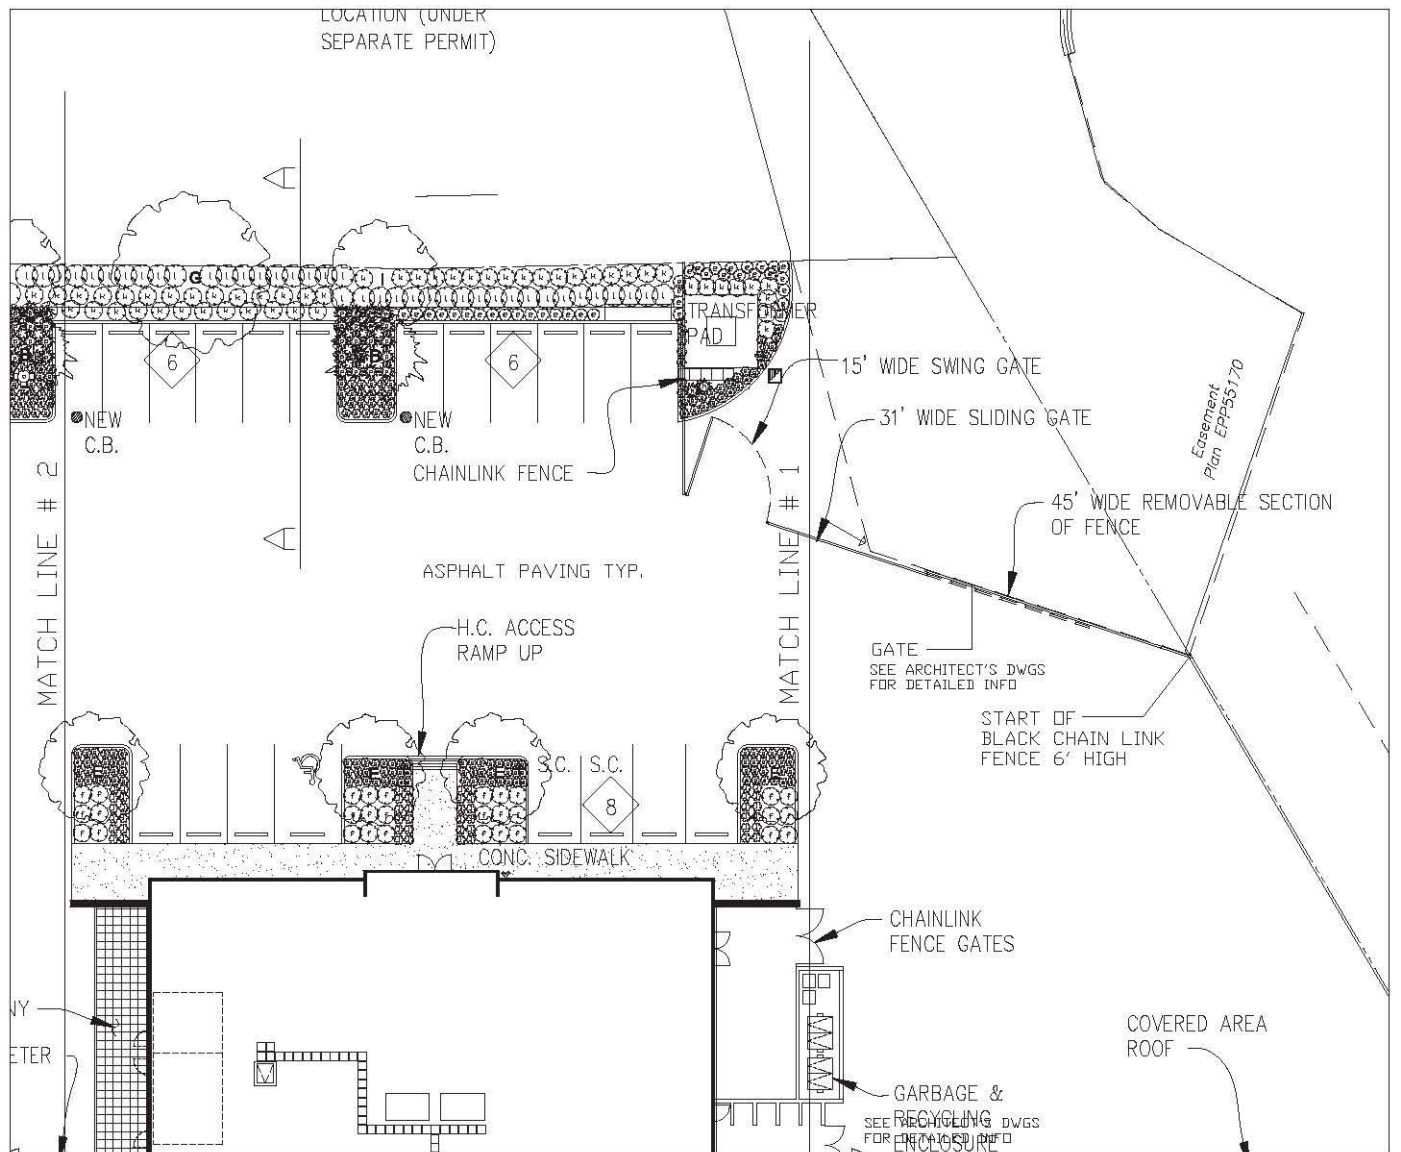 LOCATION (UNDER
SEPARATE PERMIT)
TRANSFORMER
PAD
6
6
15' WIDE SWING GATE
31' WIDE SLIDING GATE
NEW
C.B.
NEW
C.B.
CHAINLINK FENCE
Easement
Plan EPP55170
45' WIDE REMOVABLE SECTION
OF FENCE
MATCH LINE # 2
MATCH LINE # 1
ASPHALT PAVING TYP.
H.C. ACCESS
RAMP UP
GATE
SEE ARCHITECT'S DWGS
FOR DETAILED INFO
START OF
BLACK CHAIN LINK
FENCE 6' HIGH
S.C. S.C.
8
CONC. SIDEWALK
CHAINLINK
FENCE GATES
NY
ETER
COVERED AREA
ROOF
GARBAGE &
RECYCLING
ENCLOSURE
SEE ARCHITECT'S DWGS
FOR DETAILED INFO